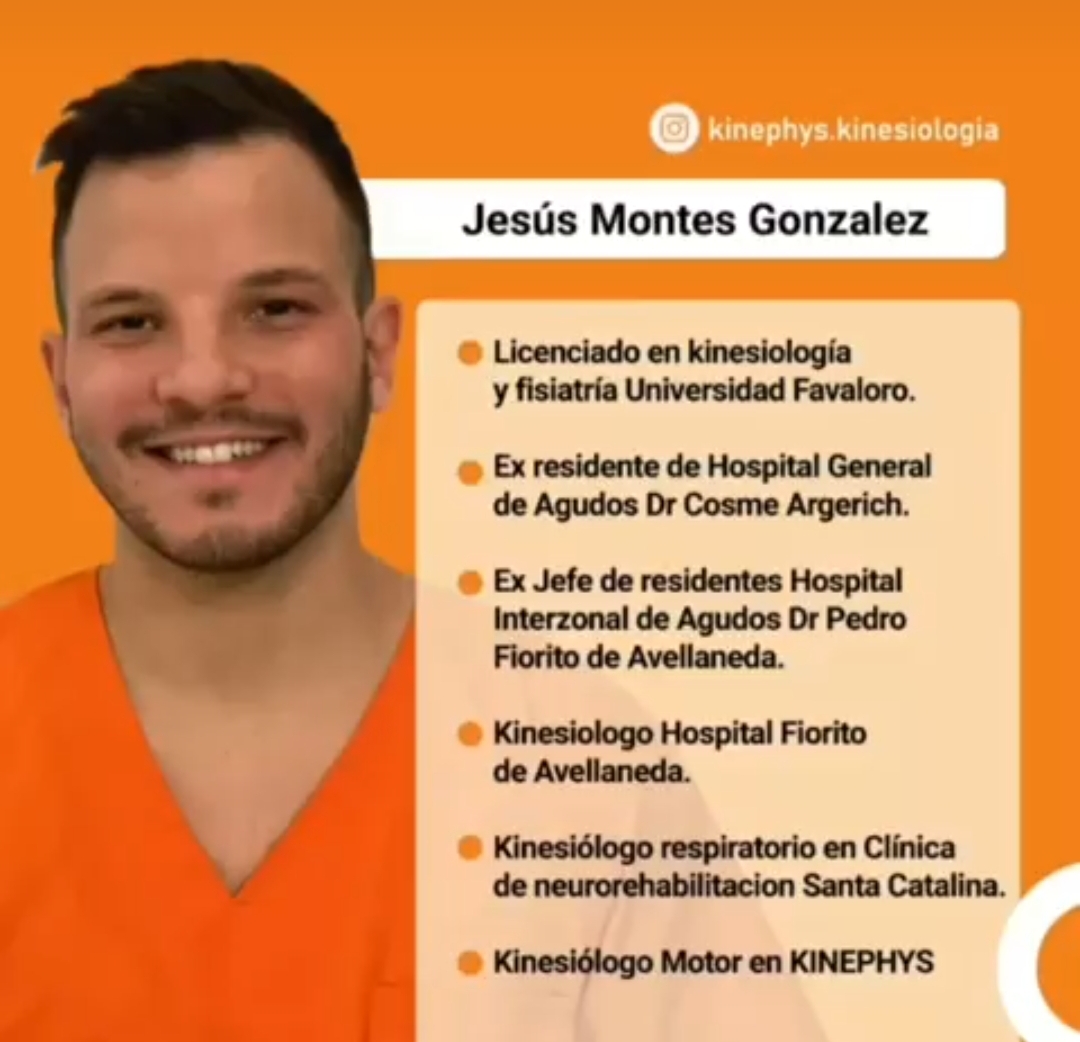 kinephys.kinesiologia
Jesús Montes Gonzalez
Licenciado en kinesiología
y fisiatría Universidad Favaloro.
Ex residente de Hospital General
de Agudos Dr Cosme Argerich.
Ex Jefe de residentes Hospital
Interzonal de Agudos Dr Pedro
Fiorito de Avellaneda.
Kinesiologo Hospital Fiorito
de Avellaneda.
Kinesiólogo respiratorio en Clínica
de neurorehabilitacion Santa Catalina.
Kinesiólogo Motor en KINEPHYS